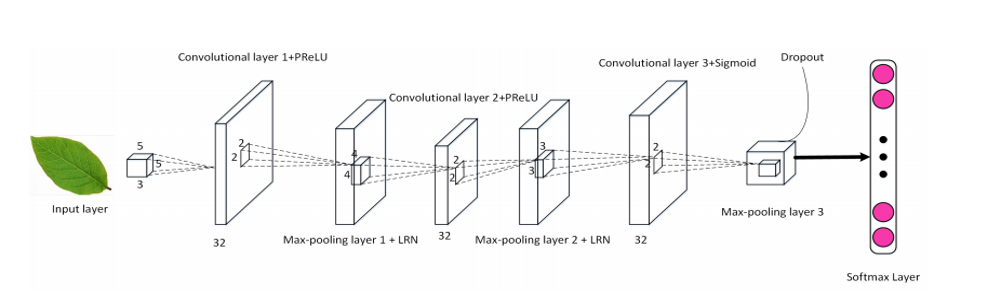 Convolutional layer 1+PReLU
Convolutional layer 3+Sigmoid
Dropout
Convolutional layer 2+PReLU
5
5
3
2
2
4
4
2
2
3
3
2
2
Input layer
32
Max-pooling layer 1 + LRN
32
Max-pooling layer 2 + LRN
32
Max-pooling layer 3
Softmax Layer